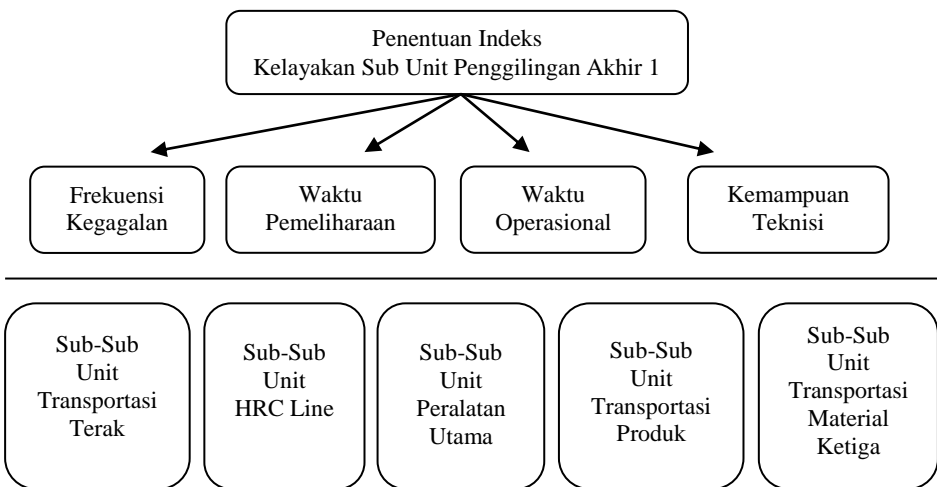 Penentuan Indeks
Kelayakan Sub Unit Penggilingan Akhir 1
Frekuensi
Kegagalan
Waktu
Pemeliharaan
Waktu
Operasional
Kemampuan
Teknisi
Sub-Sub
Unit
Transportasi
Terak
Sub-Sub
Unit
HRC Line
Sub-Sub
Unit
Peralatan
Utama
Sub-Sub
Unit
Transportasi
Produk
Sub-Sub
Unit
Transportasi
Material
Ketiga